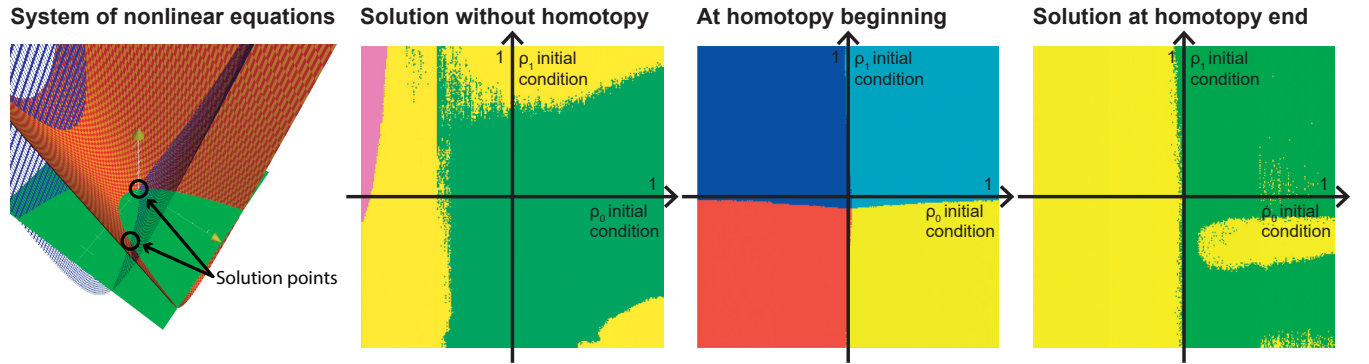 System of nonlinear equations
Solution points
Solution without homotopy
1
ρ₁ initial
condition
1
ρ₀ initial
condition
At homotopy beginning
1
ρ₁ initial
condition
1
ρ₀ initial
condition
Solution at homotopy end
1
ρ₁ initial
condition
1
ρ₀ initial
condition